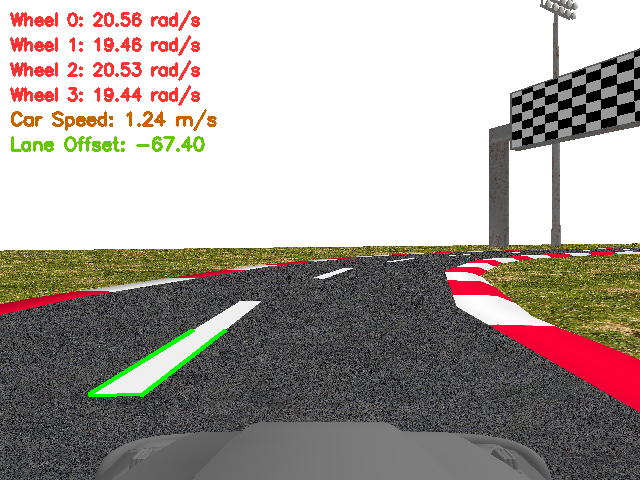 Wheel 0: 20.56 rad/s
Wheel 1: 19.46 rad/s
Wheel 2: 20.53 rad/s
Wheel 3: 19.44 rad/s
Car Speed: 1.24 m/s
Lane Offset: -67.40